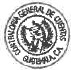 CONTRALORIA GENERAL DE CUENTAS
GUATEMALA, C.A.